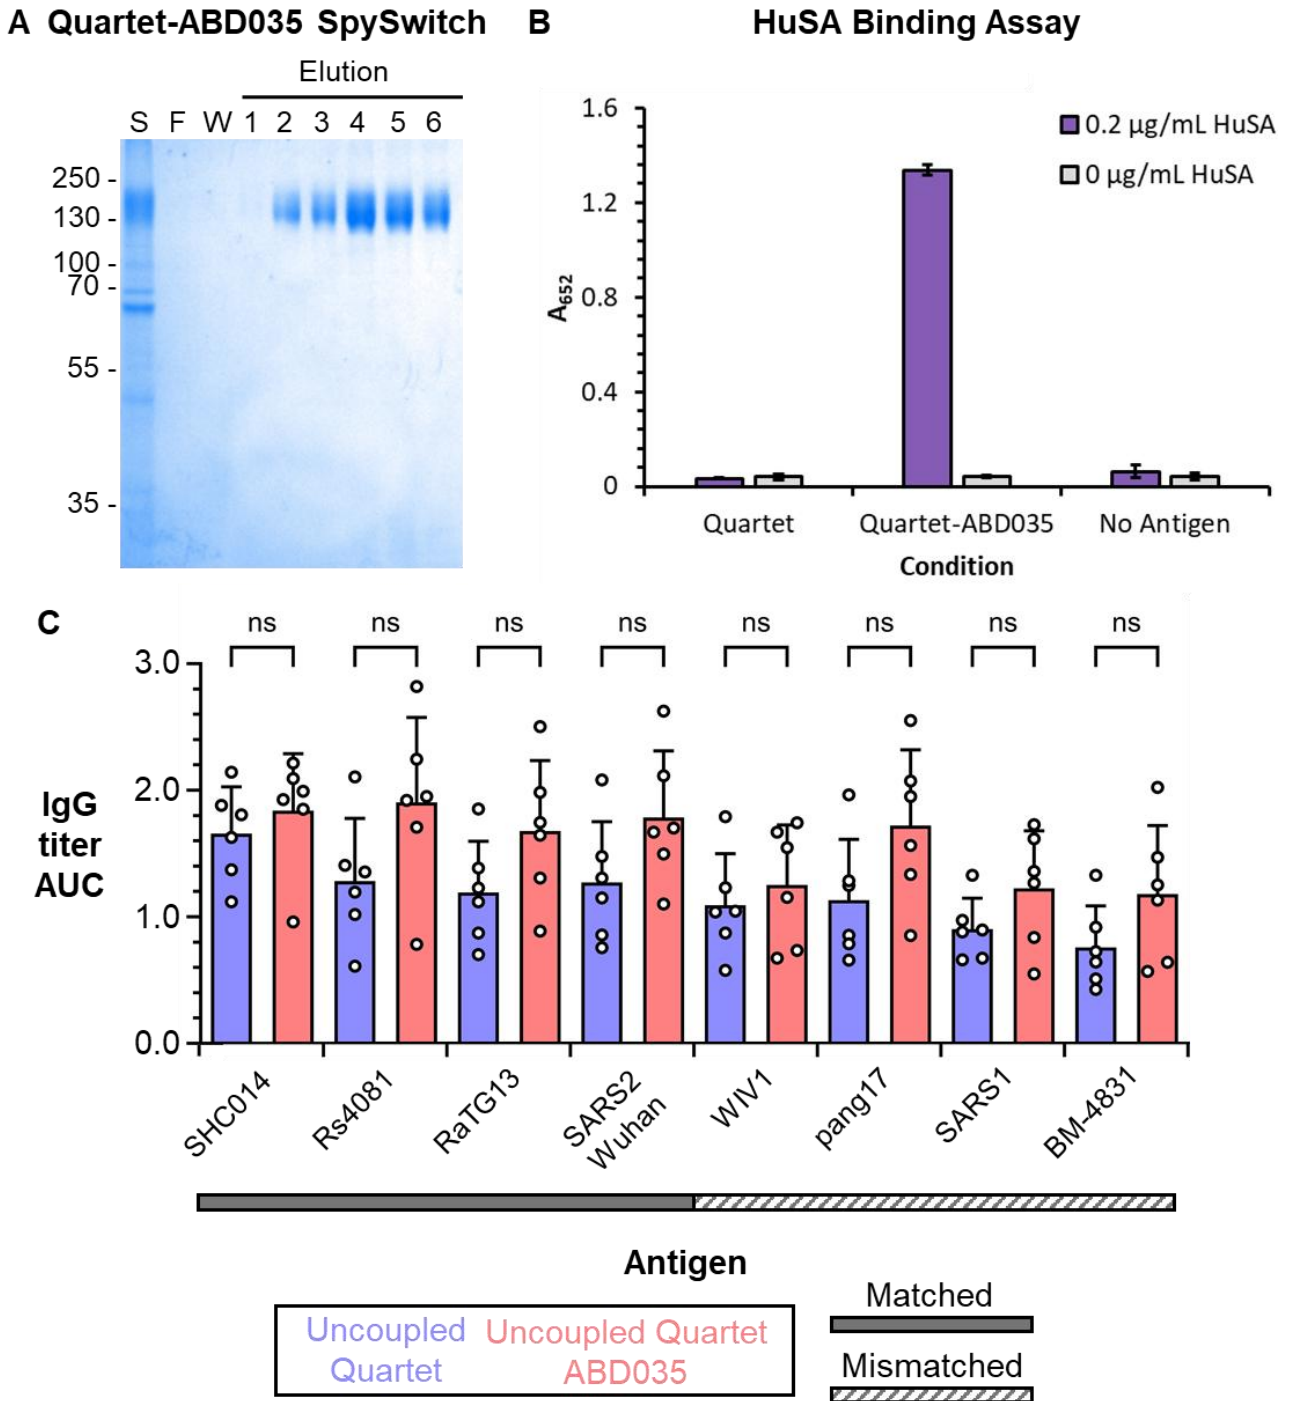 A Quartet-ABD035 SpySwitch
Elution
S F W 1 2 3 4 5 6
250 -
130 -
100 -
70 -
55 -
35 -
B HuSA Binding Assay
1.6
1.2
0.8
0.4
0
A652
0.2 µg/mL HuSA
0 µg/mL HuSA
Quartet Quartet-ABD035 No Antigen
Condition
C
ns ns ns ns ns ns ns ns
3.0
2.0
1.0
0.0
IgG
titer
AUC
SHC014
Rs4081
RaTG13
SARS2
Wuhan
WIV1
pang17
SARS1
BM-4831
Antigen
Uncoupled
Quartet
Uncoupled Quartet
ABD035
Matched
Mismatched